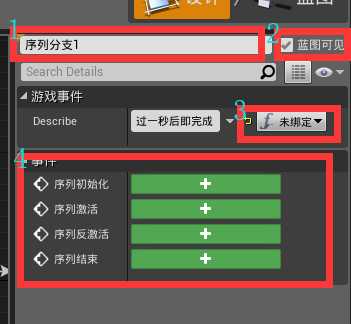 设计
蓝图
1
2
序列分支1
蓝图可见
Search Details
游戏事件
3
Describe
过一秒后即完成
未绑定
4
事件
序列初始化
序列激活
序列反激活
序列结束